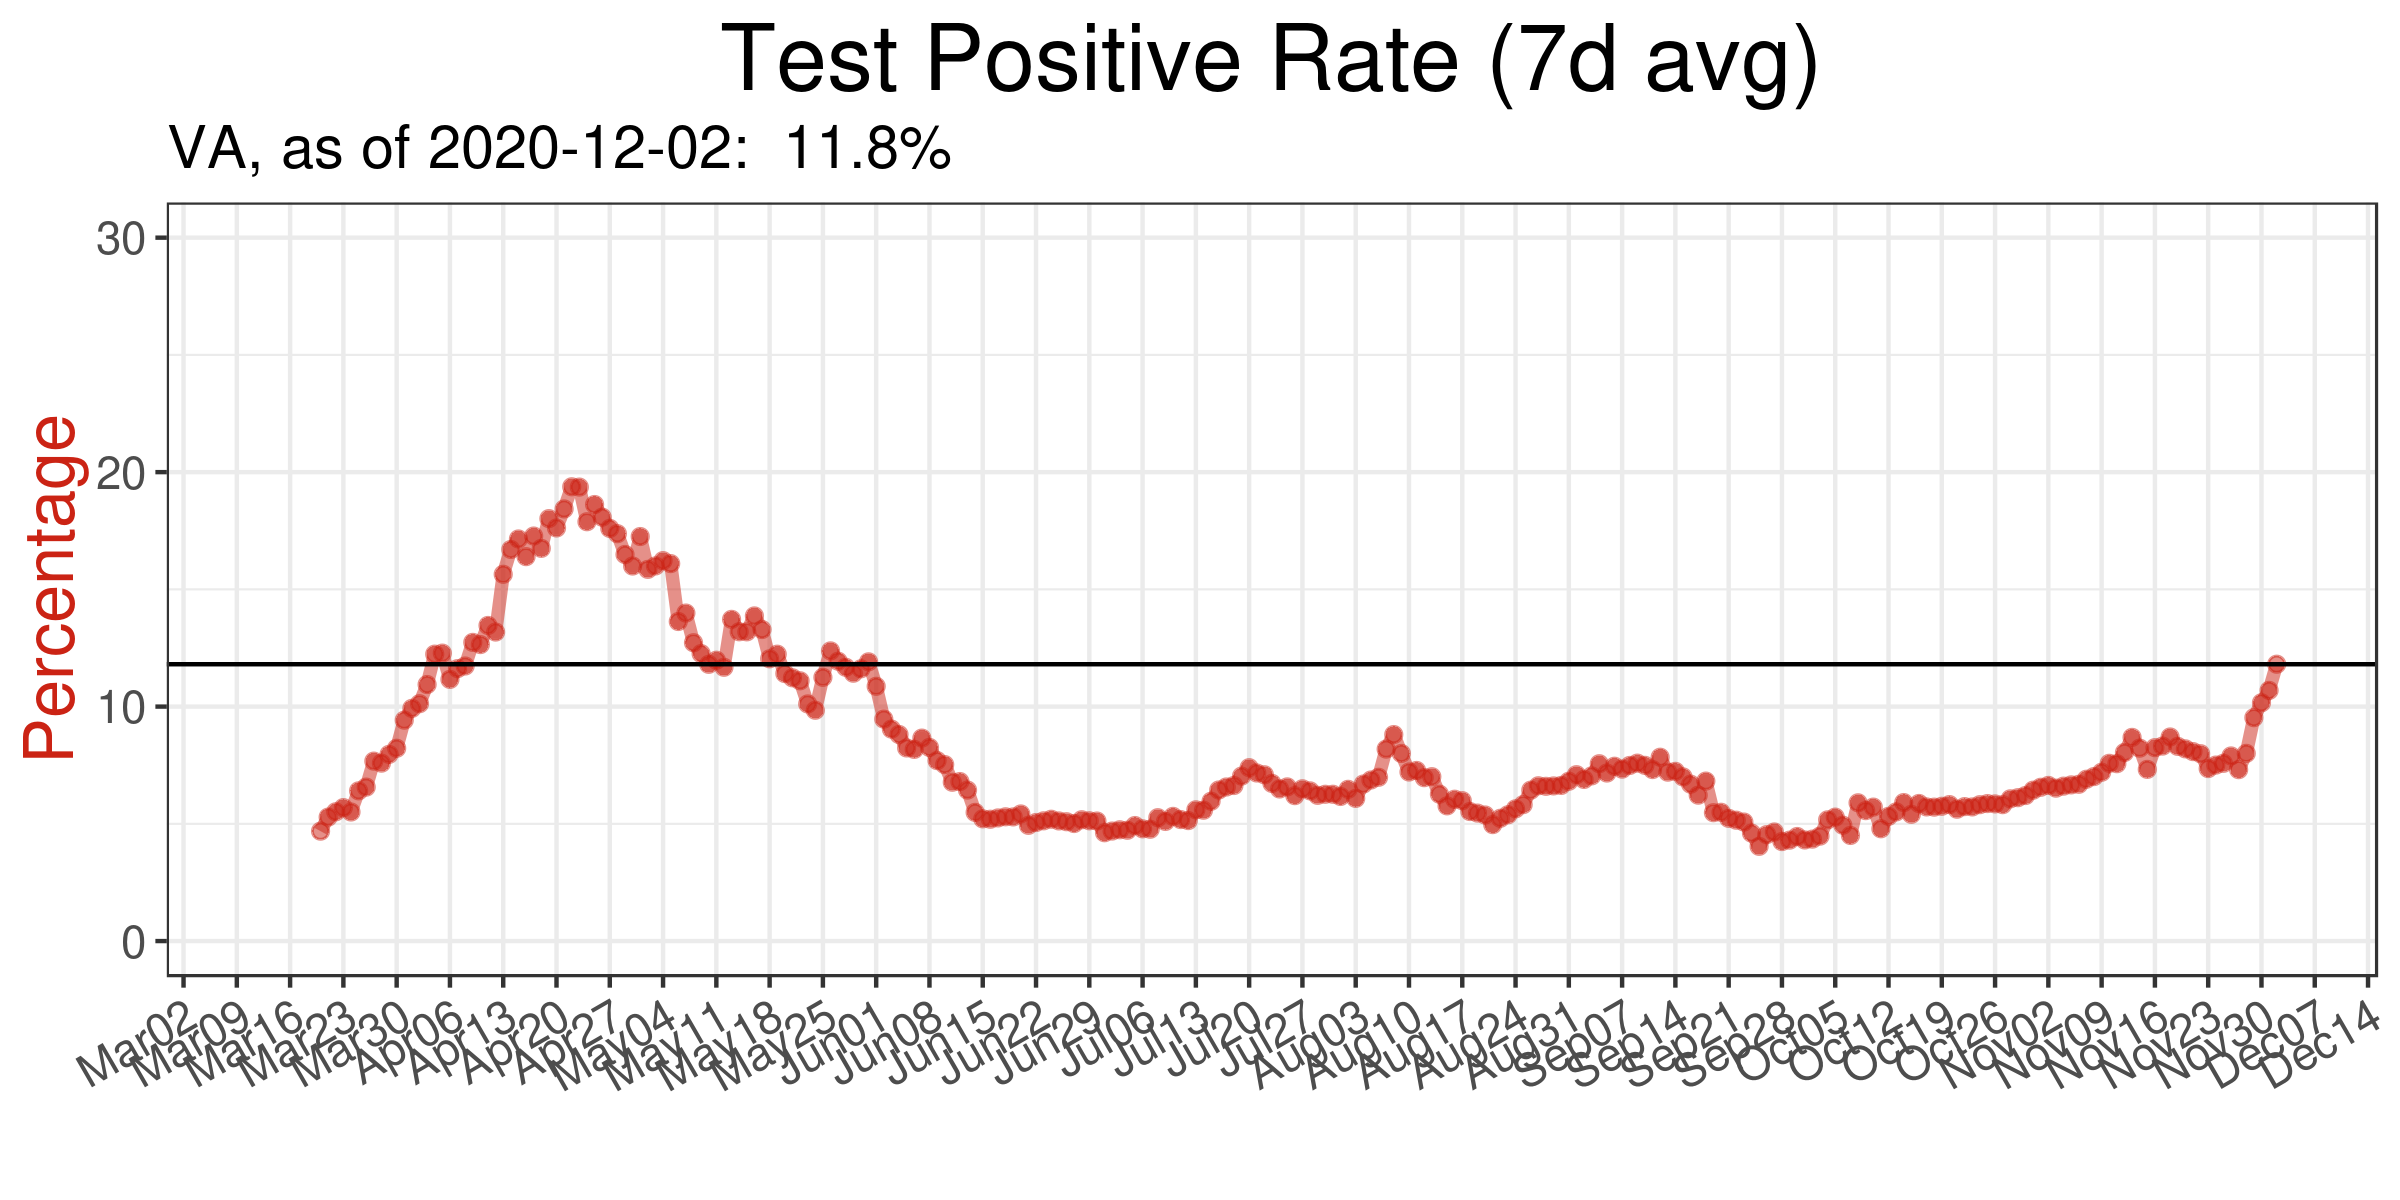 Test Positive Rate (7d avg)
VA, as of 2020-12-02:  11.8%
Percentage
30
20
10
0
Mar02
Mar09
Mar16
Mar23
Mar30
Apr06
Apr13
Apr20
Apr27
May04
May11
May18
May25
Jun01
Jun08
Jun15
Jun22
Jun29
Jul06
Jul13
Jul20
Jul27
Aug03
Aug10
Aug17
Aug24
Aug31
Sep07
Sep14
Sep21
Sep28
Oct05
Oct12
Oct19
Oct26
Nov02
Nov09
Nov16
Nov23
Nov30
Dec07
Dec14